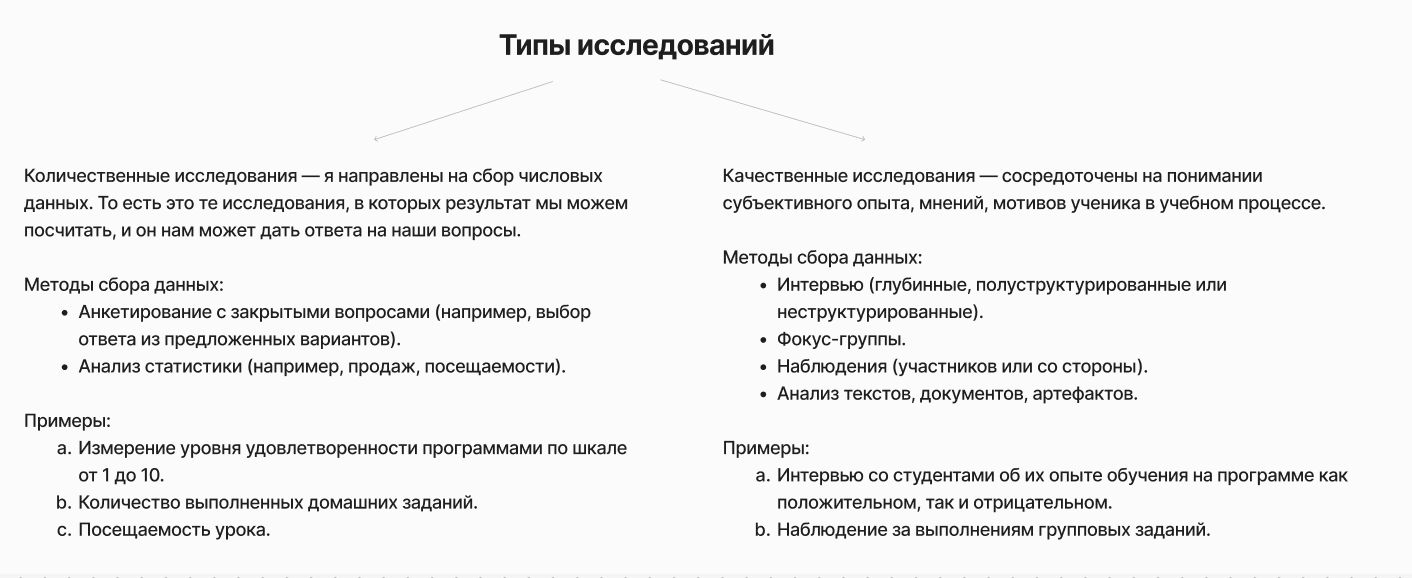 Типы исследований
Количественные исследования — я направлены на сбор числовых
данных. То есть это те исследования, в которых результат мы можем
посчитать, и он нам может дать ответа на наши вопросы.
Методы сбора данных:
• Анкетирование с закрытыми вопросами (например, выбор
ответа из предложенных вариантов).
• Анализ статистики (например, продаж, посещаемости).
Примеры:
a. Измерение уровня удовлетворенности программами по шкале
от 1 до 10.
b. Количество выполненных домашних заданий.
c. Посещаемость урока.
Качественные исследования — сосредоточены на понимании
субъективного опыта, мнений, мотивов ученика в учебном процессе.
Методы сбора данных:
• Интервью (глубинные, полуструктурированные или
неструктурированные).
• Фокус-группы.
• Наблюдения (участников или со стороны).
• Анализ текстов, документов, артефактов.
Примеры:
a. Интервью со студентами об их опыте обучения на программе как
положительном, так и отрицательном.
b. Наблюдение за выполнениям групповых заданий.